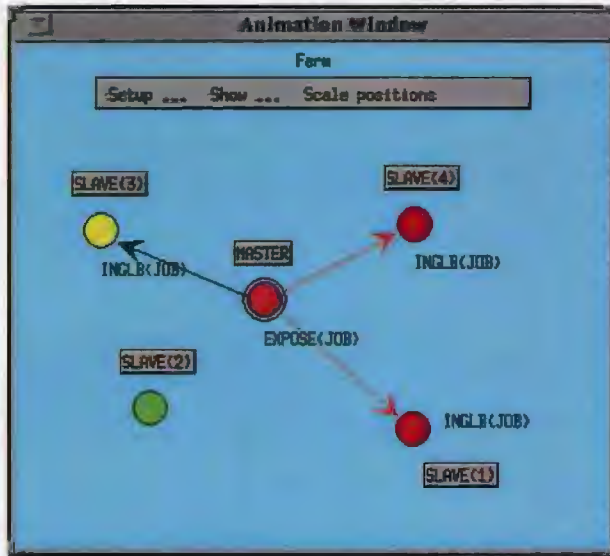 Animation Window
Farm
Setup ... Show ... Scale positions
SLAVE(3)
SLAVE(4)
MASTER
INGLB(JOB)
INGLB(JOB)
EXPOSE(JOB)
SLAVE(2)
INGLB(JOB)
SLAVE(1)